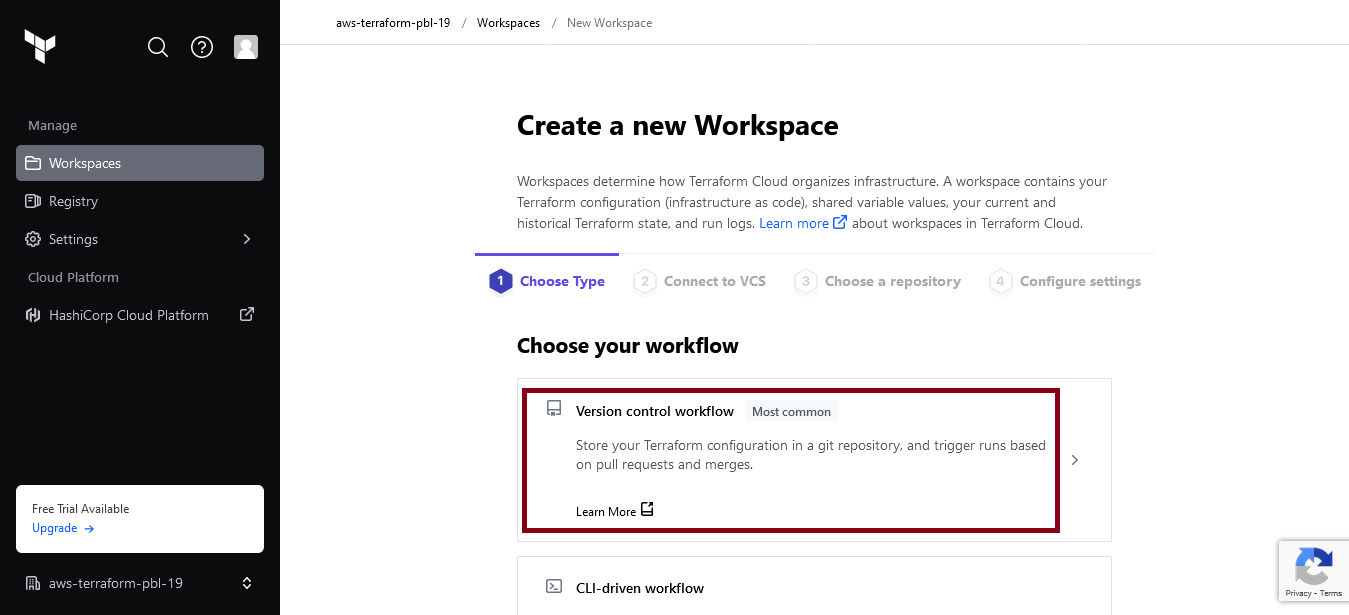 aws-terraform-pbl-19 / Workspaces / New Workspace
Manage
Workspaces
Registry
Settings
Cloud Platform
HashiCorp Cloud Platform
Free Trial Available
Upgrade →
aws-terraform-pbl-19
Create a new Workspace
Workspaces determine how Terraform Cloud organizes infrastructure. A workspace contains your
Terraform configuration (infrastructure as code), shared variable values, your current and
historical Terraform state, and run logs. Learn more about workspaces in Terraform Cloud.
1 Choose Type 2 Connect to VCS 3 Choose a repository 4 Configure settings
Choose your workflow
Version control workflow Most common
Store your Terraform configuration in a git repository, and trigger runs based
on pull requests and merges.
Learn More
CLI-driven workflow
Privacy - Terms